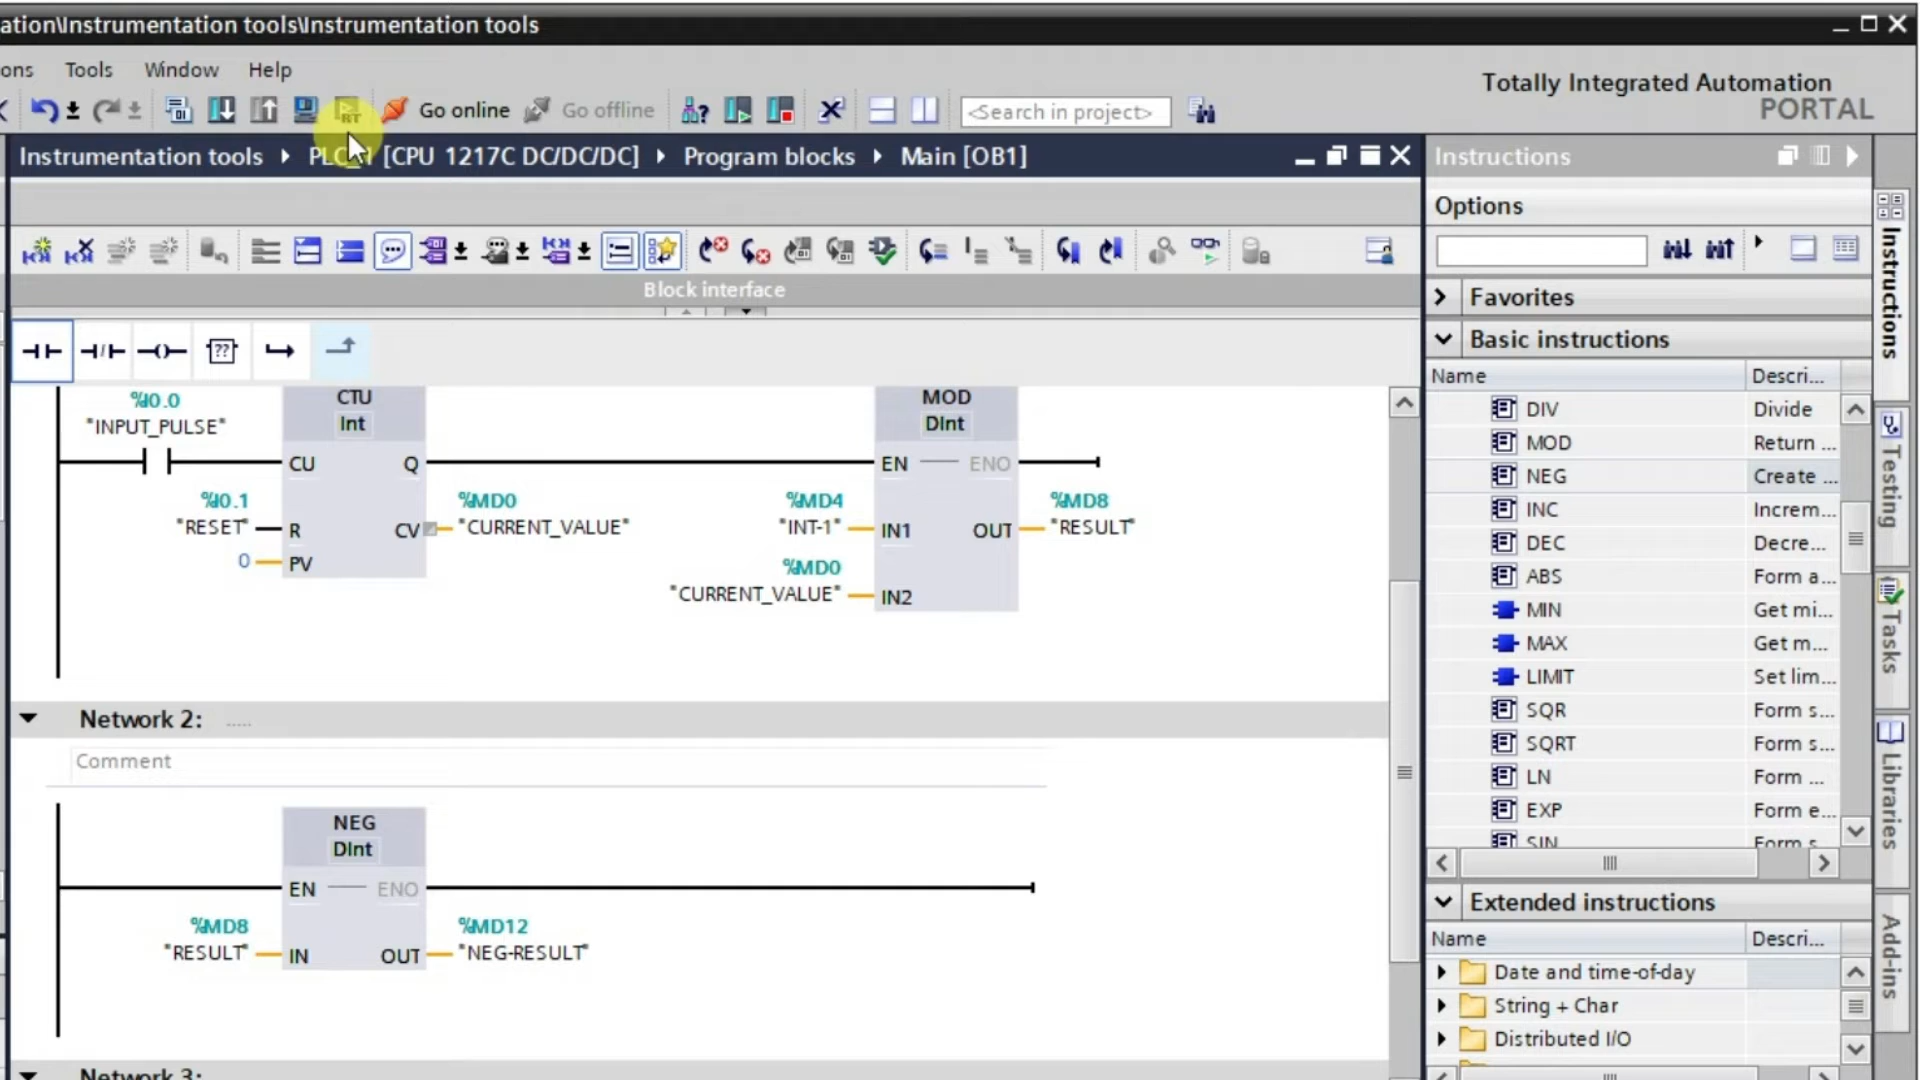 ation\Instrumentation tools\Instrumentation tools
ons Tools Window Help
Totally Integrated Automation
PORTAL
Go online Go offline <Search in project>
Instrumentation tools [CPU 1217C DC/DC/DC] Program blocks Main [OB1]
Instructions
Options
Block interface
Favorites
Basic instructions
Name Descri...
DIV Divide
MOD Return ...
NEG Create ...
INC Increm...
DEC Decre...
ABS Form a...
MIN Get mi...
MAX Get m...
LIMIT Set lim...
SQR Form s...
SQRT Form s...
LN Form ...
EXP Form e...
SIN Form s...
Extended instructions
Name Descri...
Date and time-of-day
String + Char
Distributed I/O
Instructions
Testing
Tasks
Libraries
Add-ins
??
%I0.0
"INPUT_PULSE"
CTU
Int
CU Q
%I0.1
"RESET"
R CV
0
PV
%MD0
"CURRENT_VALUE"
MOD
DInt
EN ENO
%MD4
"INT-1"
IN1 OUT
%MD8
"RESULT"
%MD0
"CURRENT_VALUE"
IN2
Network 2: .....
Comment
NEG
DInt
EN ENO
%MD8
"RESULT"
IN OUT
%MD12
"NEG-RESULT"
Network 3: